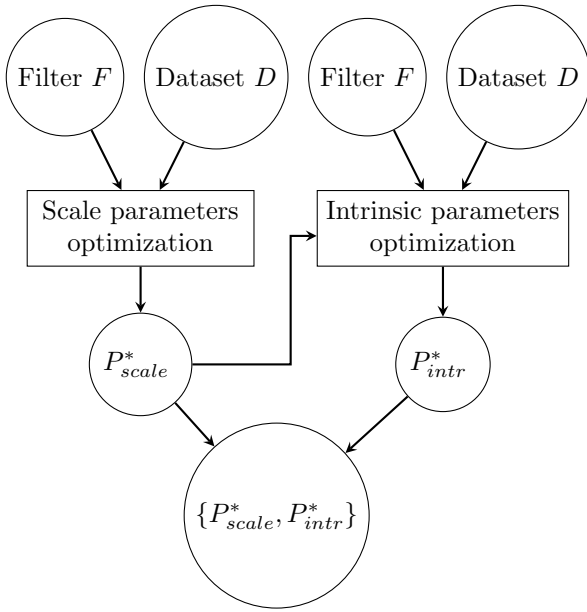 Filter $F$
Dataset $D$
Filter $F$
Dataset $D$
Scale parameters
optimization
Intrinsic parameters
optimization
$P^*_{scale}$
$P^*_{intr}$
$\{P^*_{scale}, P^*_{intr}\}$